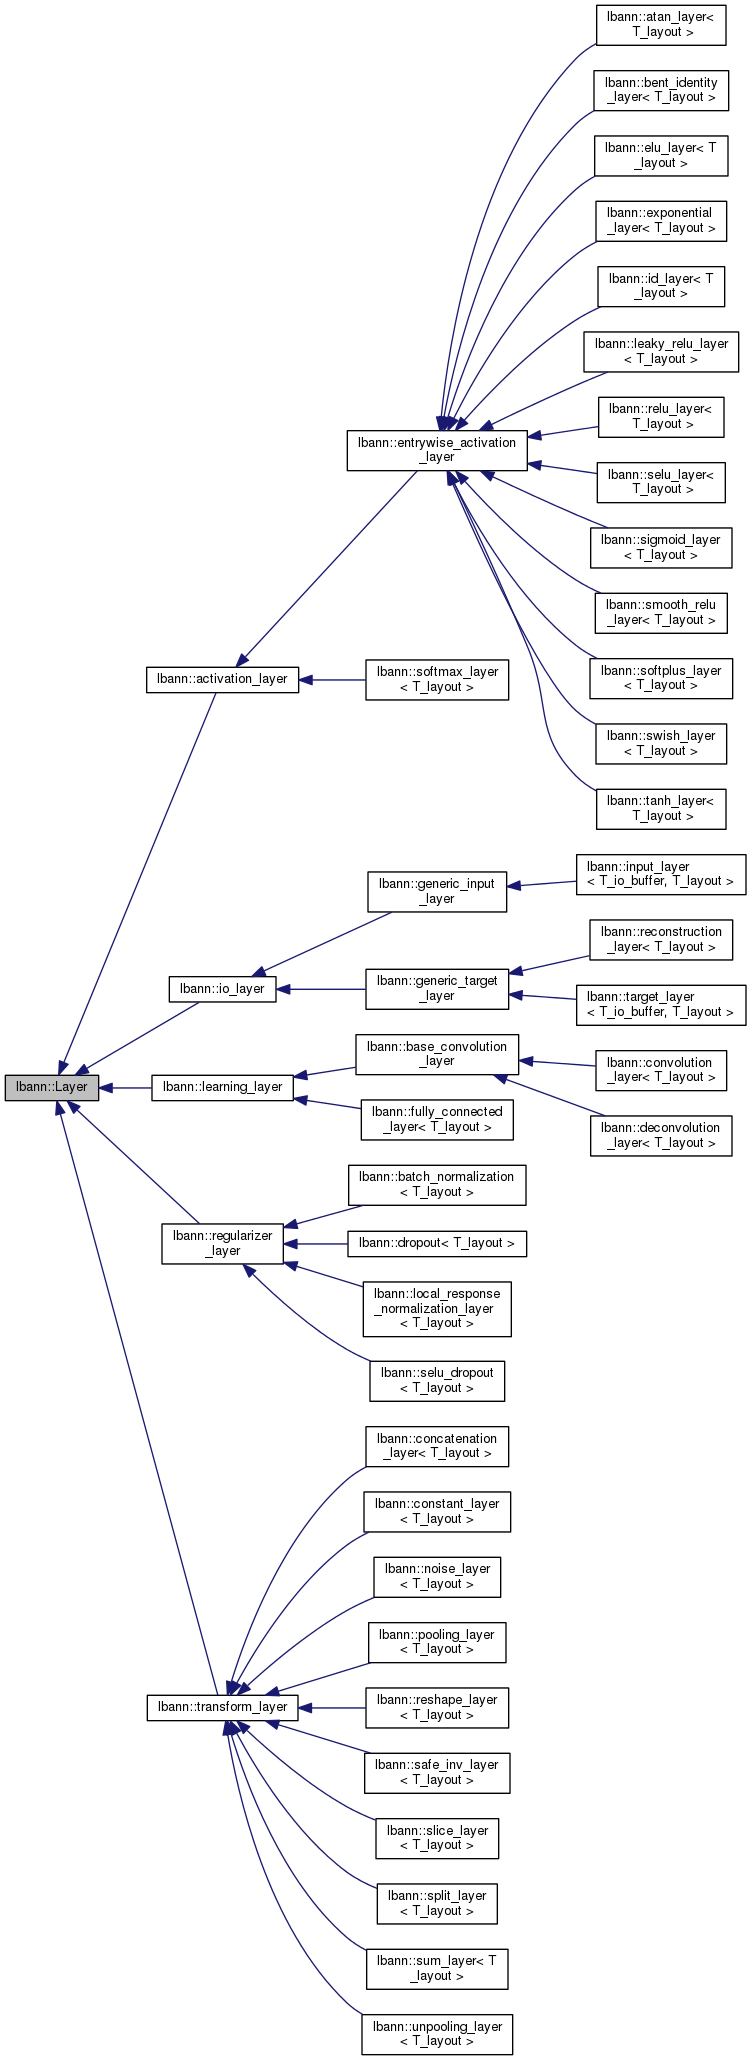 lbann::atan_layer<
T_layout >
lbann::bent_identity
_layer< T_layout >
lbann::elu_layer< T
_layout >
lbann::exponential
_layer< T_layout >
lbann::id_layer< T
_layout >
lbann::leaky_relu_layer
< T_layout >
lbann::relu_layer<
T_layout >
lbann::entrywise_activation
_layer
lbann::selu_layer<
T_layout >
lbann::sigmoid_layer
< T_layout >
lbann::smooth_relu
_layer< T_layout >
lbann::activation_layer
lbann::softmax_layer
< T_layout >
lbann::softplus_layer
< T_layout >
lbann::swish_layer
< T_layout >
lbann::tanh_layer<
T_layout >
lbann::generic_input
_layer
lbann::input_layer
< T_io_buffer, T_layout >
lbann::reconstruction
_layer< T_layout >
lbann::io_layer
lbann::generic_target
_layer
lbann::target_layer
< T_io_buffer, T_layout >
lbann::base_convolution
_layer
lbann::convolution
_layer< T_layout >
lbann::Layer
lbann::learning_layer
lbann::fully_connected
_layer< T_layout >
lbann::deconvolution
_layer< T_layout >
lbann::batch_normalization
< T_layout >
lbann::regularizer
_layer
lbann::dropout< T_layout >
lbann::local_response
_normalization_layer
< T_layout >
lbann::selu_dropout
< T_layout >
lbann::concatenation
_layer< T_layout >
lbann::constant_layer
< T_layout >
lbann::noise_layer
< T_layout >
lbann::pooling_layer
< T_layout >
lbann::transform_layer
lbann::reshape_layer
< T_layout >
lbann::safe_inv_layer
< T_layout >
lbann::slice_layer
< T_layout >
lbann::split_layer
< T_layout >
lbann::sum_layer< T
_layout >
lbann::unpooling_layer
< T_layout >